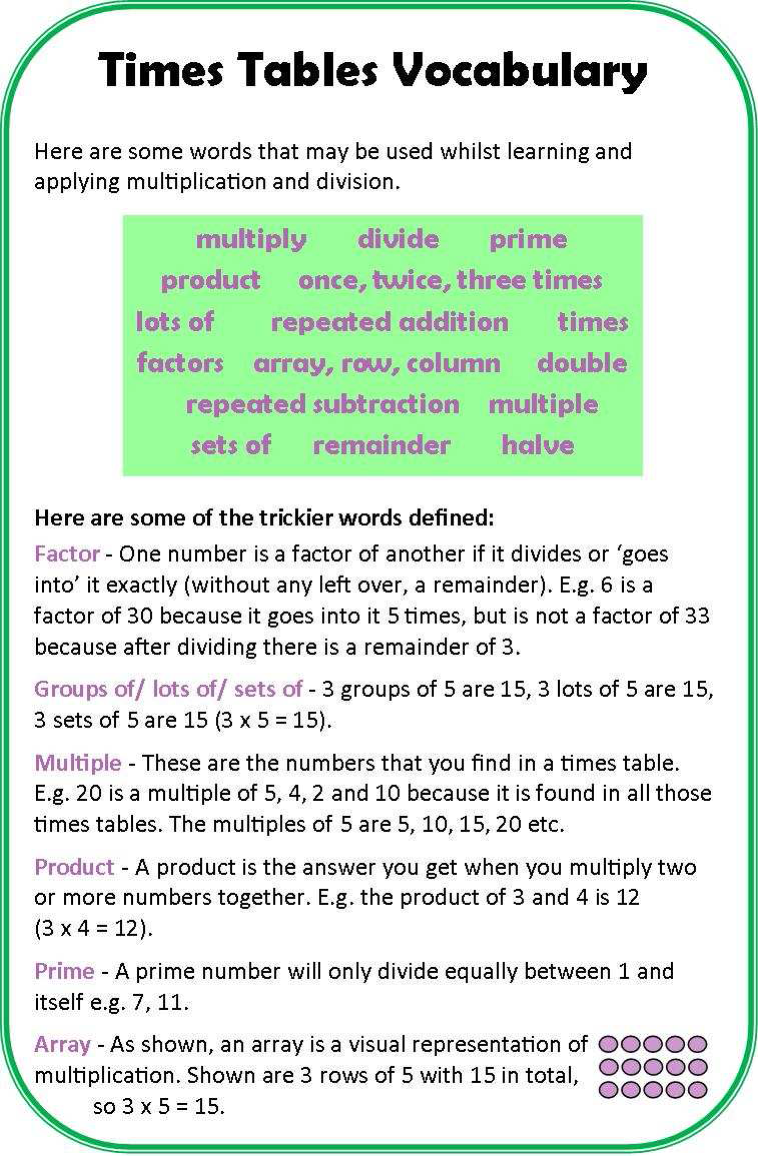 Times Tables Vocabulary
Here are some words that may be used whilst learning and
applying multiplication and division.
multiply divide prime
product once, twice, three times
lots of repeated addition times
factors array, row, column double
repeated subtraction multiple
sets of remainder halve
Here are some of the trickier words defined:
Factor - One number is a factor of another if it divides or ‘goes
into’ it exactly (without any left over, a remainder). E.g. 6 is a
factor of 30 because it goes into it 5 times, but is not a factor of 33
because after dividing there is a remainder of 3.
Groups of/ lots of/ sets of - 3 groups of 5 are 15, 3 lots of 5 are 15,
3 sets of 5 are 15 (3 x 5 = 15).
Multiple - These are the numbers that you find in a times table.
E.g. 20 is a multiple of 5, 4, 2 and 10 because it is found in all those
times tables. The multiples of 5 are 5, 10, 15, 20 etc.
Product - A product is the answer you get when you multiply two
or more numbers together. E.g. the product of 3 and 4 is 12
(3 x 4 = 12).
Prime - A prime number will only divide equally between 1 and
itself e.g. 7, 11.
Array - As shown, an array is a visual representation of
multiplication. Shown are 3 rows of 5 with 15 in total,
so 3 x 5 = 15.